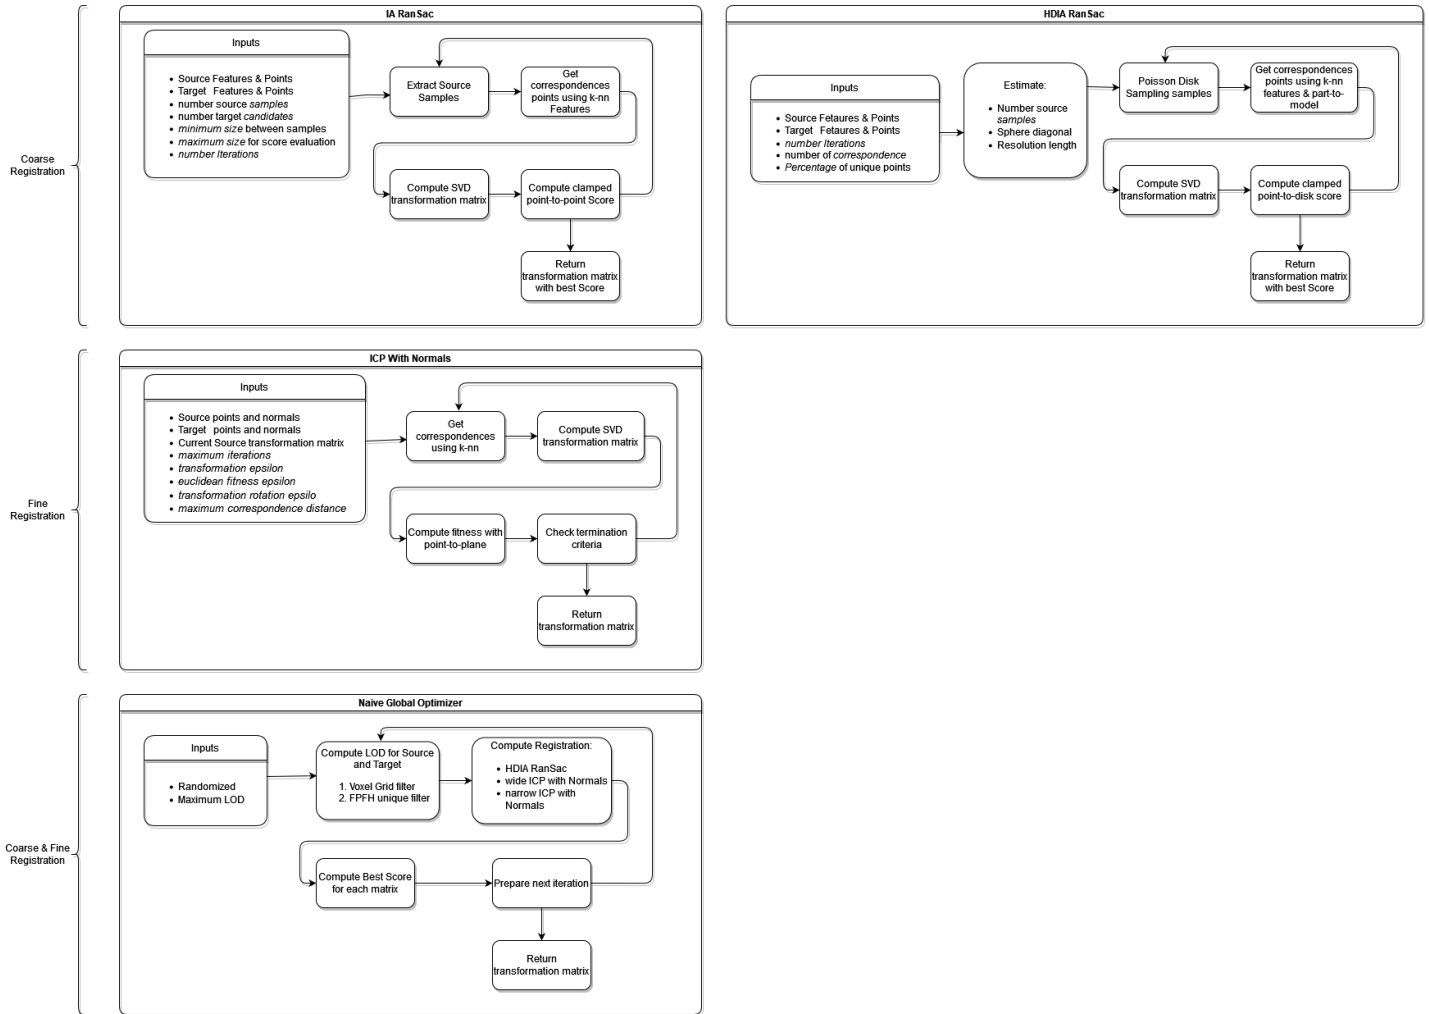 IA RanSac
Inputs
Source Features & Points
Target Features & Points
number source samples
number target candidates
minimum size between samples
maximum size for score evaluation
number Iterations
Extract Source
Samples
Get
correspondences
points using k-nn
Features
Compute SVD
transformation matrix
Compute clamped
point-to-point Score
Return
transformation matrix
with best Score
Coarse
Registration
HDIA RanSac
Inputs
Source Fetaures & Points
Target Fetaures & Points
number Iterations
number of correspondence
Percentage of unique points
Estimate:
Number source
samples
Sphere diagonal
Resolution length
Poisson Disk
Sampling samples
Get correspondences
points using k-nn
features & part-to-
model
Compute SVD
transformation matrix
Compute clamped
point-to-disk score
Return
transformation matrix
with best Score
ICP With Normals
Inputs
Source points and normals
Target points and normals
Current Source transformation matrix
maximum iterations
transformation epsilon
euclidean fitness epsilon
transformation rotation epsilo
maximum correspondence distance
Get
correspondences
using k-nn
Compute SVD
transformation matrix
Compute fitness with
point-to-plane
Check termination
criteria
Return
transformation matrix
Fine
Registration
Naive Global Optimizer
Inputs
Randomized
Maximum LOD
Compute LOD for Source
and Target
1. Voxel Grid filter
2. FPFH unique filter
Compute Registration:
HDIA RanSac
wide ICP with Normals
narrow ICP with
Normals
Compute Best Score
for each matrix
Prepare next iteration
Return
transformation matrix
Coarse & Fine
Registration